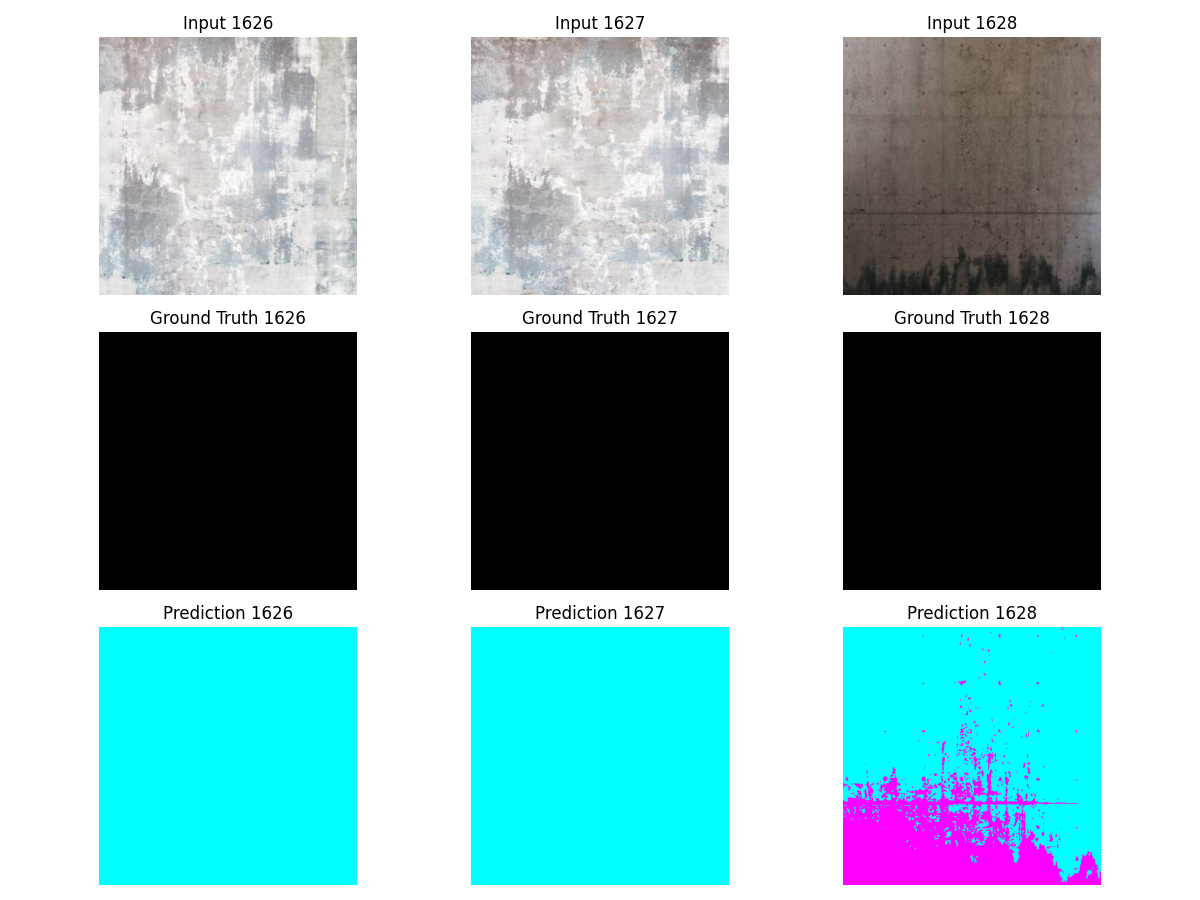 Input 1626
Input 1627
Input 1628
Ground Truth 1626
Ground Truth 1627
Ground Truth 1628
Prediction 1626
Prediction 1627
Prediction 1628